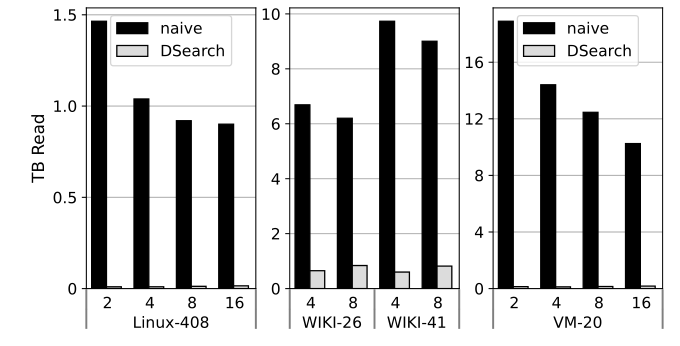 TB Read
1.5
1.0
0.5
0
naive
DSearch
2 4 8 16
Linux-408
10
8
6
4
2
0
4 8 4 8
WIKI-26 WIKI-41
16
12
8
4
0
naive
DSearch
2 4 8 16
VM-20